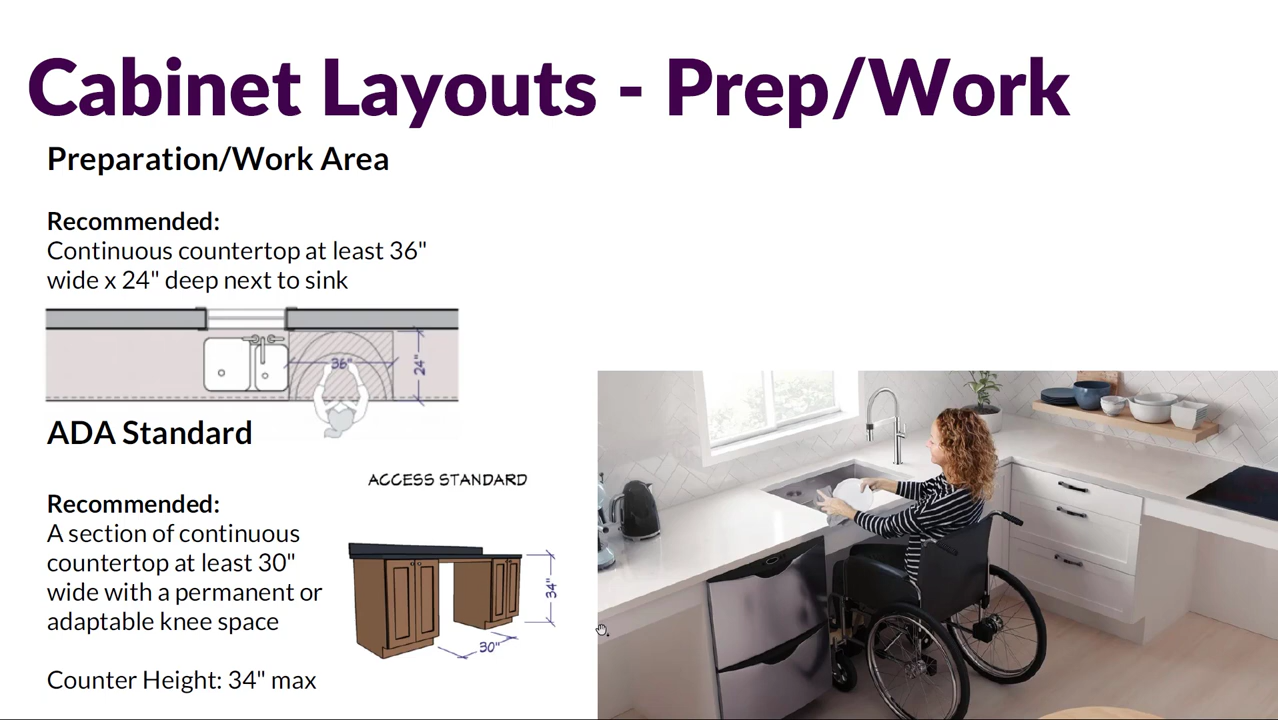 Cabinet Layouts - Prep/Work
Preparation/Work Area
Recommended:
Continuous countertop at least 36"
wide x 24" deep next to sink
36"
24"
ADA Standard
Recommended:
A section of continuous
countertop at least 30"
wide with a permanent or
adaptable knee space
Counter Height: 34" max
ACCESS STANDARD
34"
30"